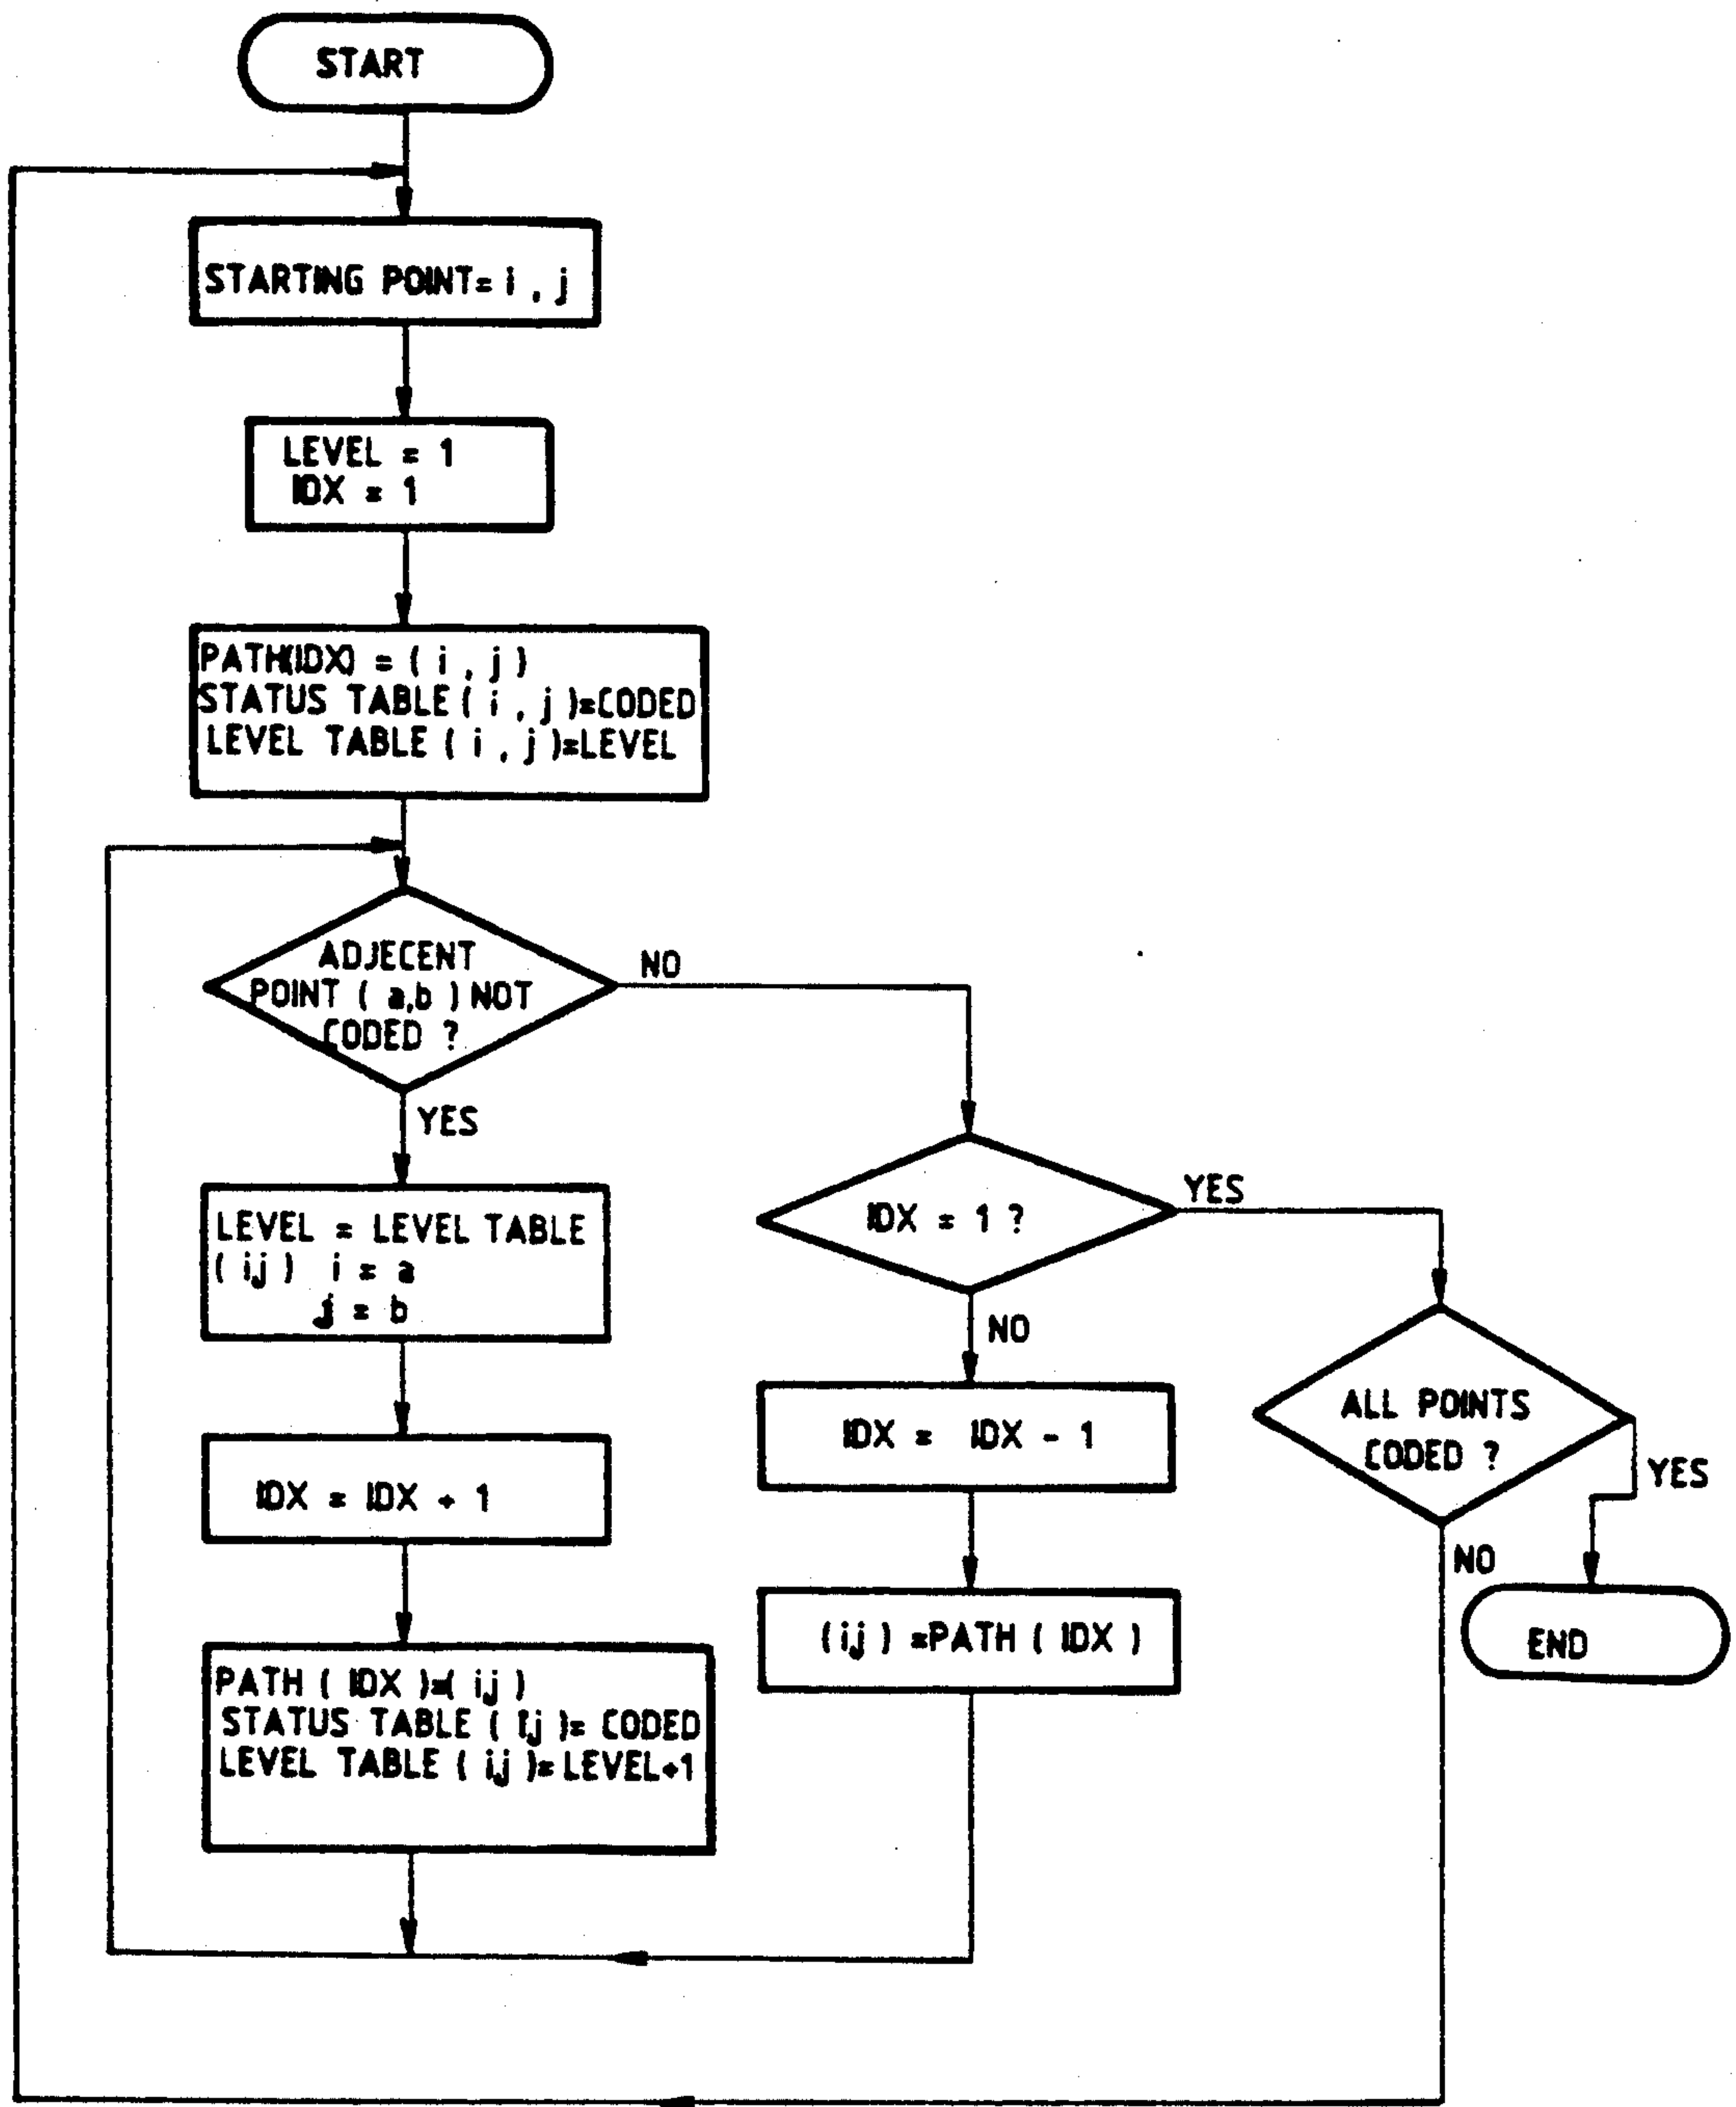 START
STARTING POINT= i , j
LEVEL = 1
IDX = 1
PATH(IDX) = ( i , j )
STATUS TABLE ( i , j )=CODED
LEVEL TABLE ( i , j )=LEVEL
ADJECENT
POINT ( a,b ) NOT
CODED ?
NO
YES
LEVEL = LEVEL TABLE
( i,j ) i = a
j = b
IDX = IDX + 1
PATH ( IDX )=( i,j )
STATUS TABLE ( i,j )= CODED
LEVEL TABLE ( i,j )= LEVEL+1
IDX = 1 ?
YES
NO
IDX = IDX - 1
( i,j ) =PATH ( IDX )
ALL POINTS
CODED ?
YES
NO
END